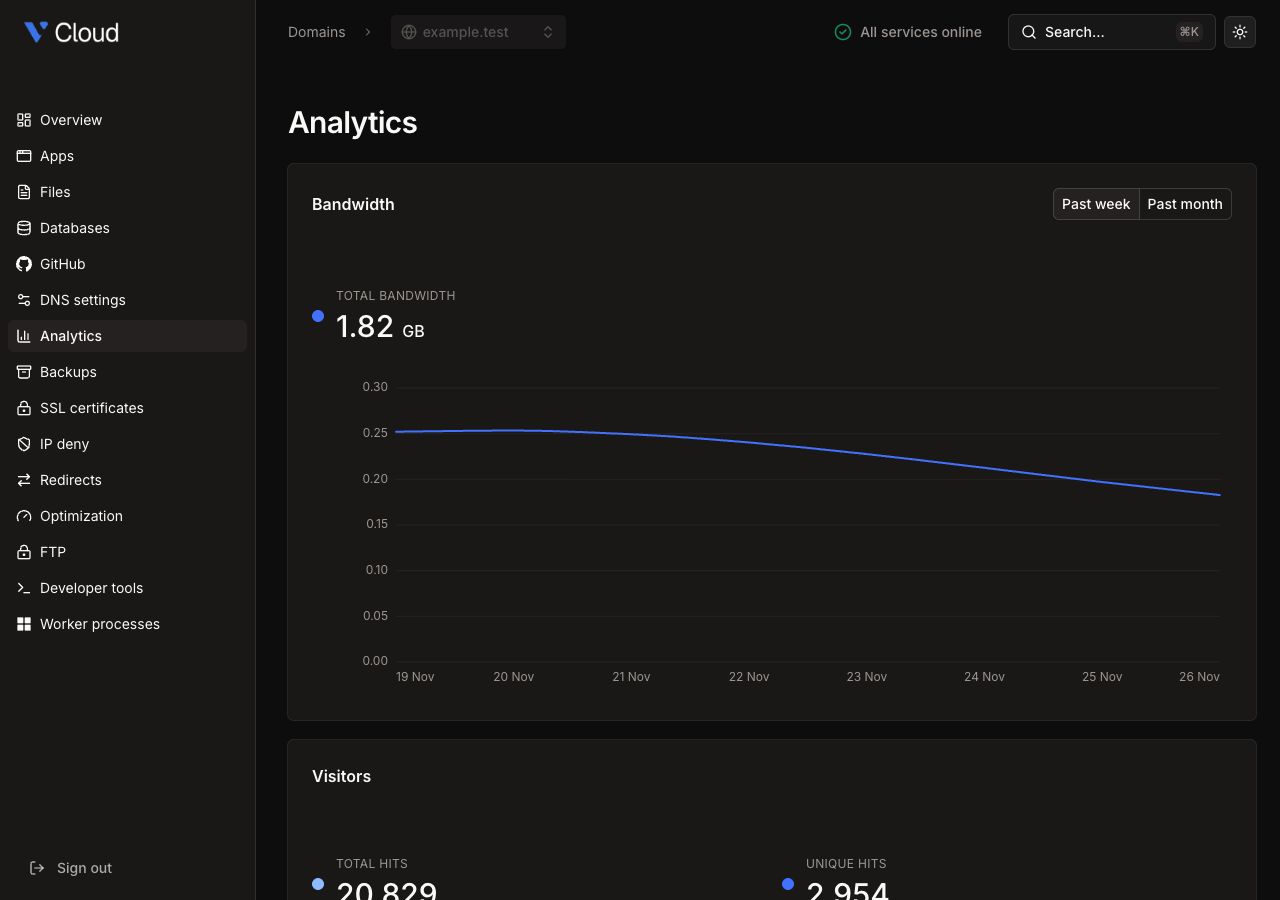 Cloud
Domains
example.test
All services online
Search...
⌘K
Overview
Apps
Files
Databases
GitHub
DNS settings
Analytics
Backups
SSL certificates
IP deny
Redirects
Optimization
FTP
Developer tools
Worker processes
Sign out
Analytics
Bandwidth
Past week
Past month
TOTAL BANDWIDTH
1.82 GB
0.30
0.25
0.20
0.15
0.10
0.05
0.00
19 Nov 20 Nov 21 Nov 22 Nov 23 Nov 24 Nov 25 Nov 26 Nov
Visitors
TOTAL HITS
20,829
UNIQUE HITS
2,954